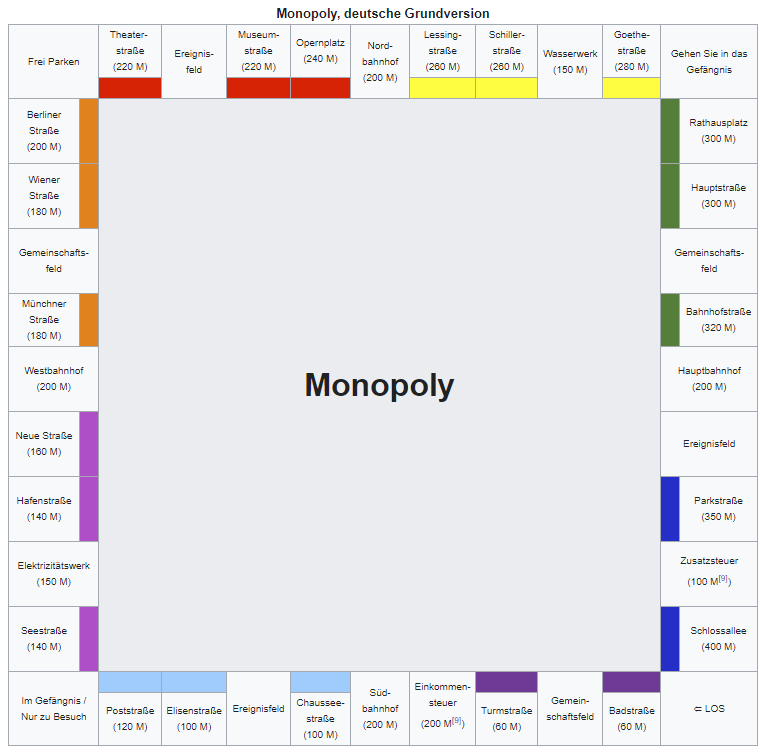 Monopoly, deutsche Grundversion
Frei Parken
Theater-
straße
(220 M)
Ereignis-
feld
Museum-
straße
(220 M)
Opernplatz
(240 M)
Nord-
bahnhof
(200 M)
Lessing-
straße
(260 M)
Schiller-
straße
(260 M)
Wasserwerk
(150 M)
Goethe-
straße
(280 M)
Gehen Sie in das
Gefängnis
Berliner
Straße
(200 M)
Rathausplatz
(300 M)
Wiener
Straße
(180 M)
Hauptstraße
(300 M)
Gemeinschafts-
feld
Gemeinschafts-
feld
Münchner
Straße
(180 M)
Bahnhofstraße
(320 M)
Westbahnhof
(200 M)
Monopoly
Hauptbahnhof
(200 M)
Neue Straße
(160 M)
Ereignisfeld
Hafenstraße
(140 M)
Parkstraße
(350 M)
Elektrizitätswerk
(150 M)
Zusatzsteuer
(100 M[9])
Seestraße
(140 M)
Schlossallee
(400 M)
Im Gefängnis /
Nur zu Besuch
Poststraße
(120 M)
Elisenstraße
(100 M)
Ereignisfeld
Chaussee-
straße
(100 M)
Süd-
bahnhof
(200 M)
Einkommen-
steuer
(200 M[9])
Turmstraße
(60 M)
Gemein-
schaftsfeld
Badstraße
(60 M)
⇐ LOS